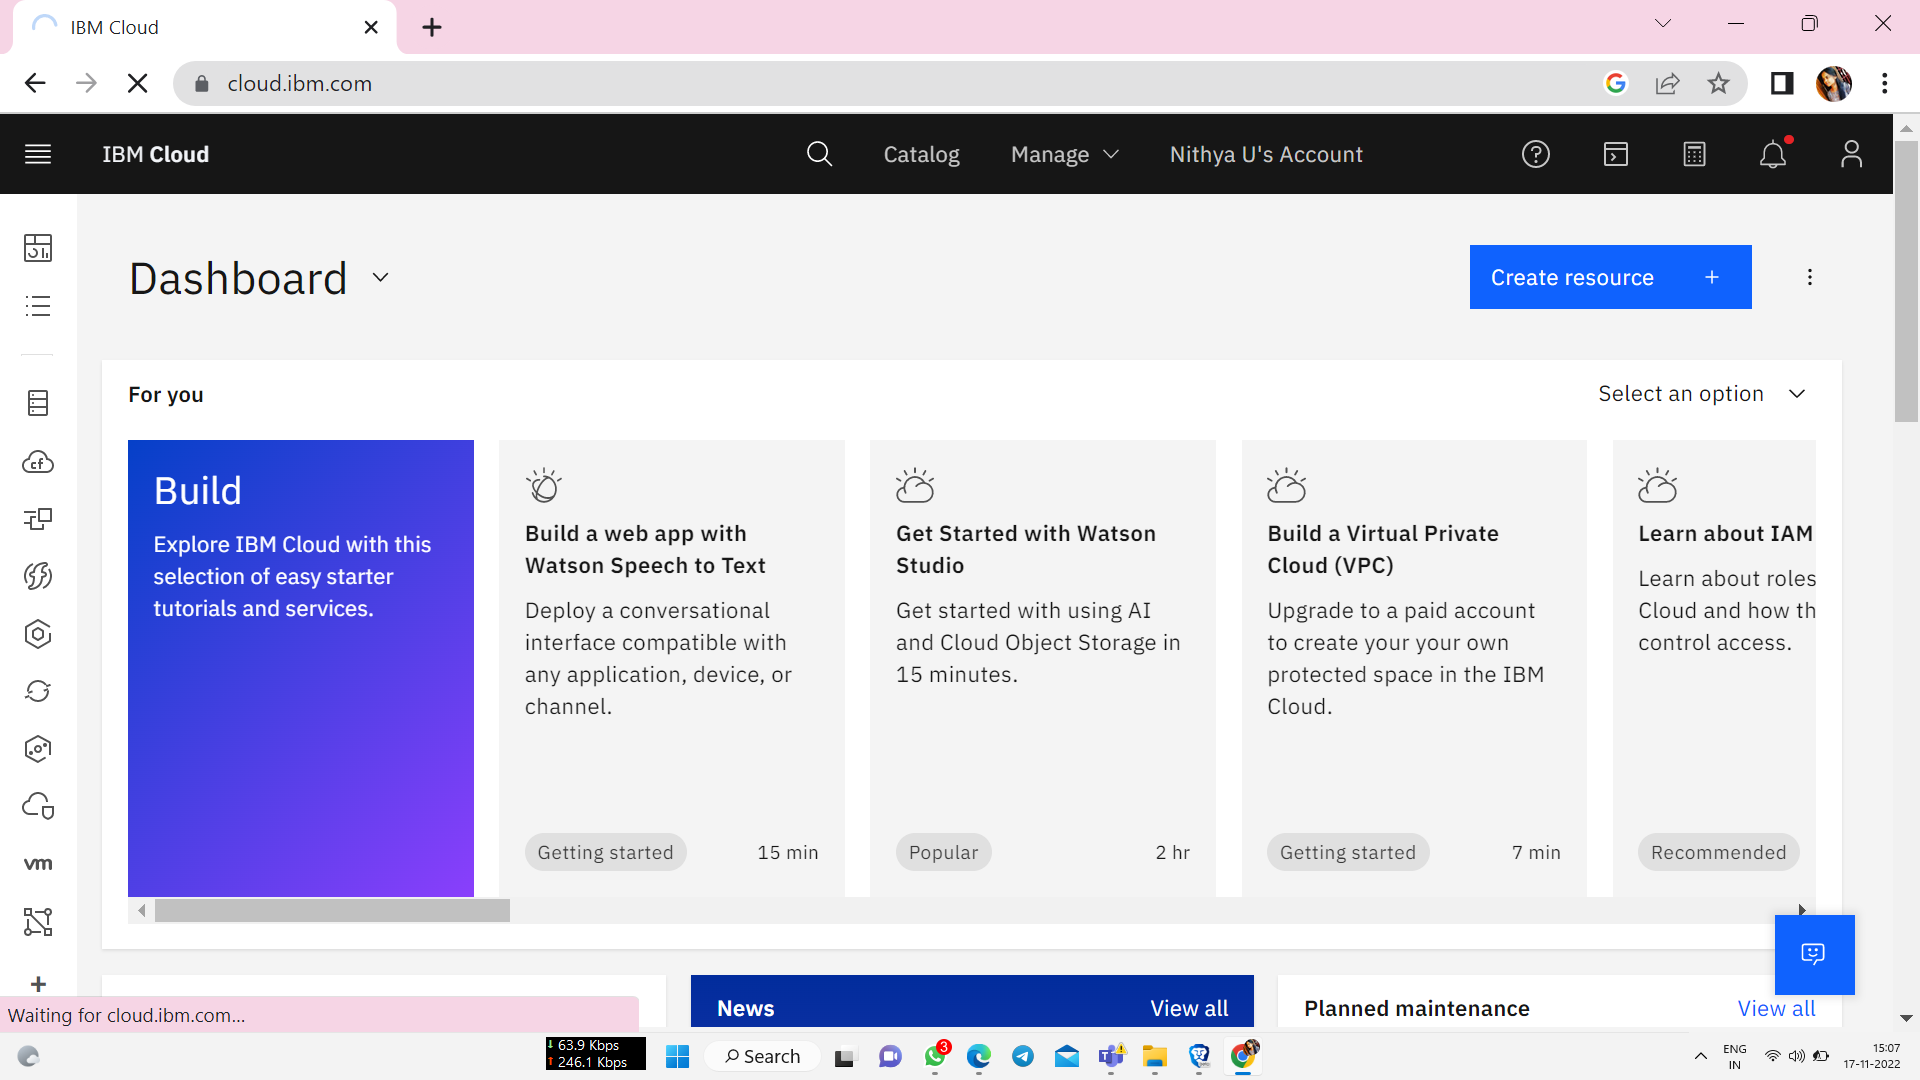 IBM Cloud
cloud.ibm.com
IBM Cloud
Catalog
Manage
Nithya U's Account
Dashboard
Create resource +
For you
Select an option
Build
Explore IBM Cloud with this
selection of easy starter
tutorials and services.
Build a web app with
Watson Speech to Text
Deploy a conversational
interface compatible with
any application, device, or
channel.
Getting started
15 min
Get Started with Watson
Studio
Get started with using AI
and Cloud Object Storage in
15 minutes.
Popular
2 hr
Build a Virtual Private
Cloud (VPC)
Upgrade to a paid account
to create your your own
protected space in the IBM
Cloud.
Getting started
7 min
Learn about IAM
Learn about roles
Cloud and how th
control access.
Recommended
cf
vm
News
View all
Planned maintenance
View all
Waiting for cloud.ibm.com...
63.9 Kbps
246.1 Kbps
Search
3
ENG
IN
15:07
17-11-2022